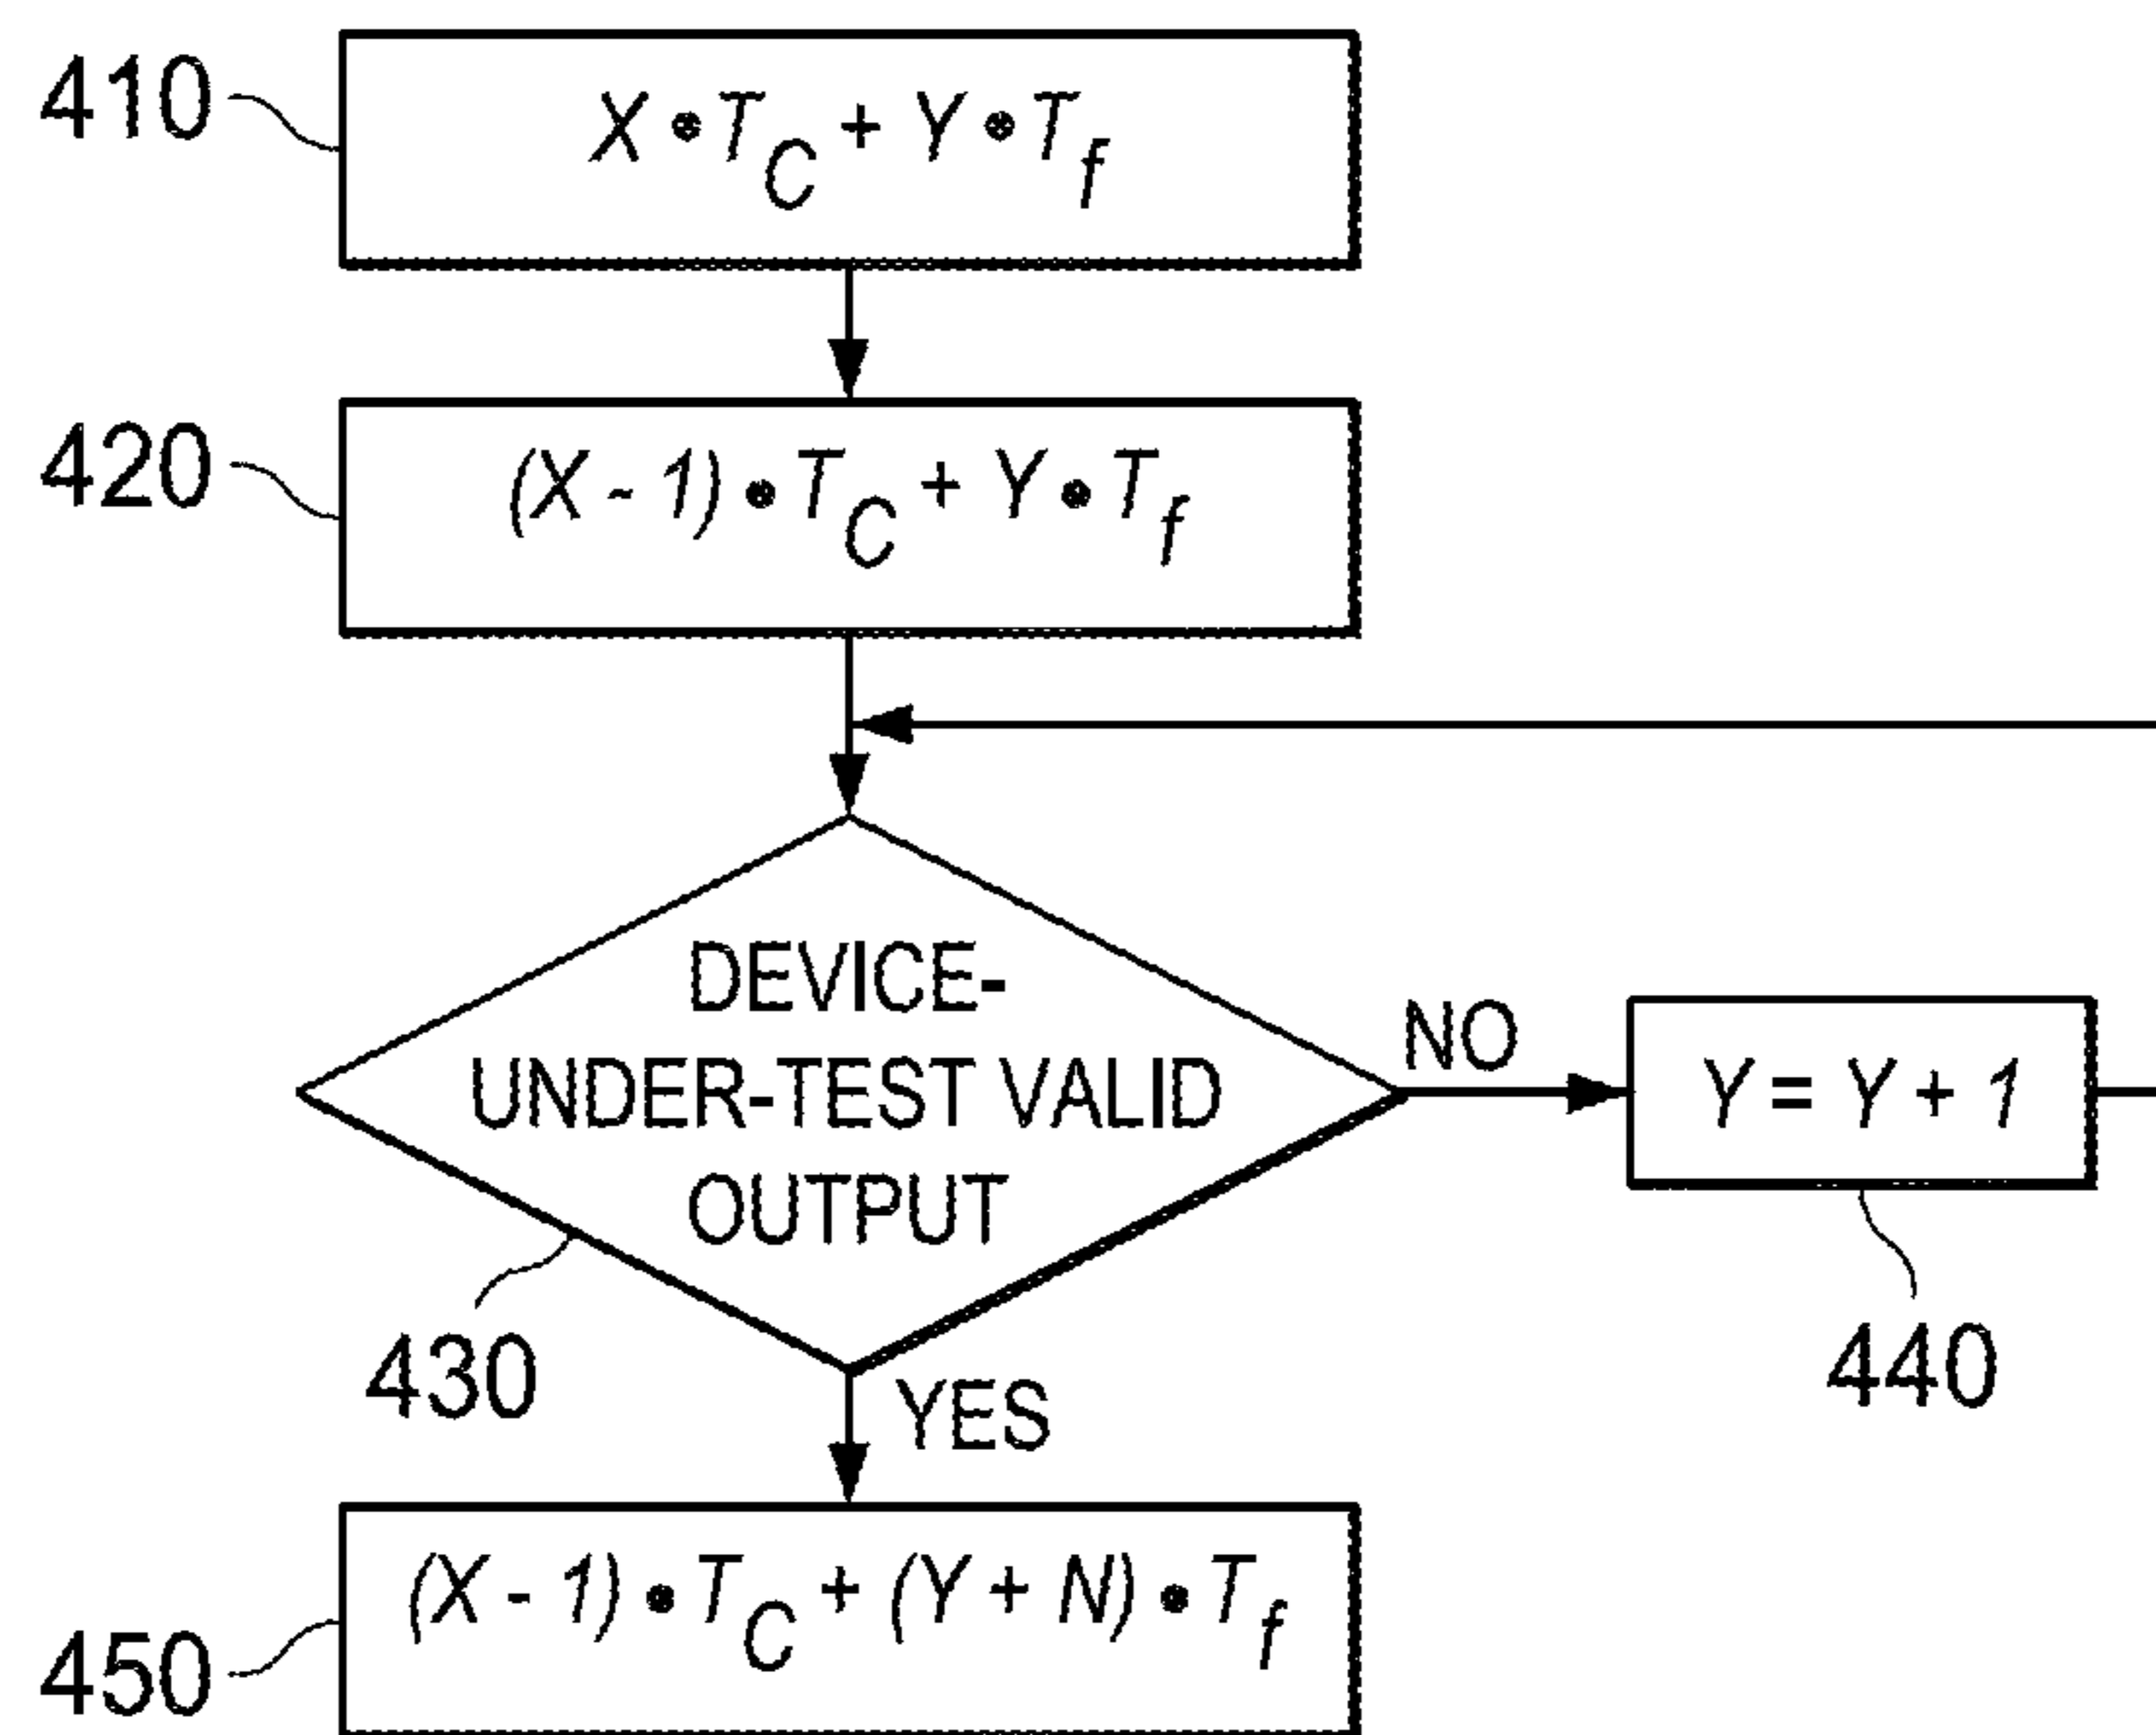 410
X • T_C + Y • T_f
420
(X - 1) • T_C + Y • T_f
DEVICE-
UNDER-TEST VALID
OUTPUT
NO
Y = Y + 1
430
440
YES
450
(X - 1) • T_C + (Y + N) • T_f